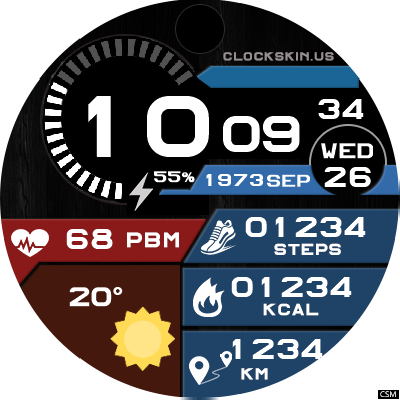 CLOCKSKIN.US
10 09
34
WED
26
55%
1973SEP
68 PBM
01234
STEPS
20°
01234
KCAL
1234
KM
CSM